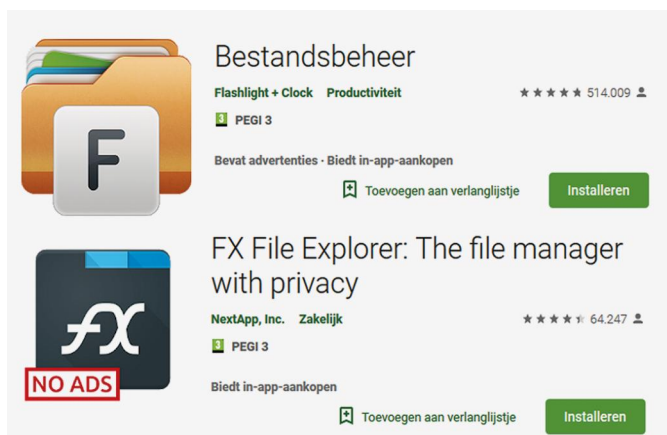 F
Bestandsbeheer
Flashlight + Clock Productiviteit
514.009
3 PEGI 3
Bevat advertenties · Biedt in-app-aankopen
Toevoegen aan verlanglijstje
Installeren
fx
NO ADS
FX File Explorer: The file manager
with privacy
NextApp, Inc. Zakelijk
64.247
3 PEGI 3
Biedt in-app-aankopen
Toevoegen aan verlanglijstje
Installeren